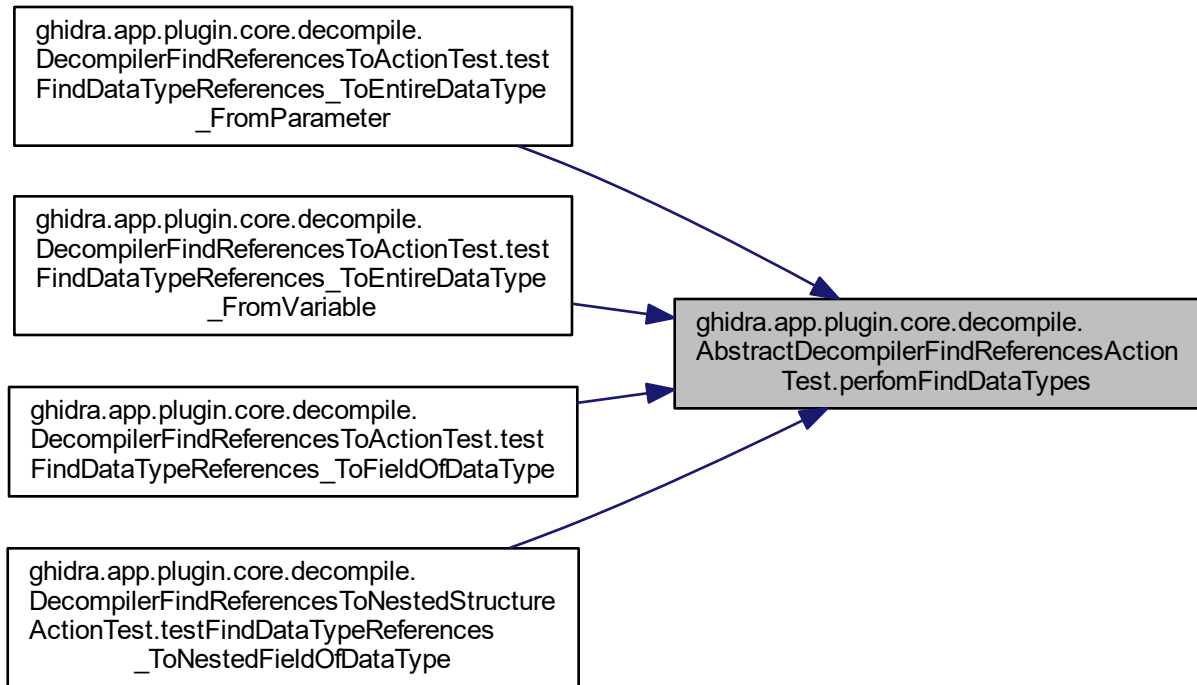 ghidra.app.plugin.core.decompile.
DecompilerFindReferencesToActionTest.test
FindDataTypeReferences_ToEntireDataType
_FromParameter
ghidra.app.plugin.core.decompile.
DecompilerFindReferencesToActionTest.test
FindDataTypeReferences_ToEntireDataType
_FromVariable
ghidra.app.plugin.core.decompile.
AbstractDecompilerFindReferencesAction
Test.perfomFindDataTypes
ghidra.app.plugin.core.decompile.
DecompilerFindReferencesToActionTest.test
FindDataTypeReferences_ToFieldOfDataType
ghidra.app.plugin.core.decompile.
DecompilerFindReferencesToNestedStructure
ActionTest.testFindDataTypeReferences
_ToNestedFieldOfDataType